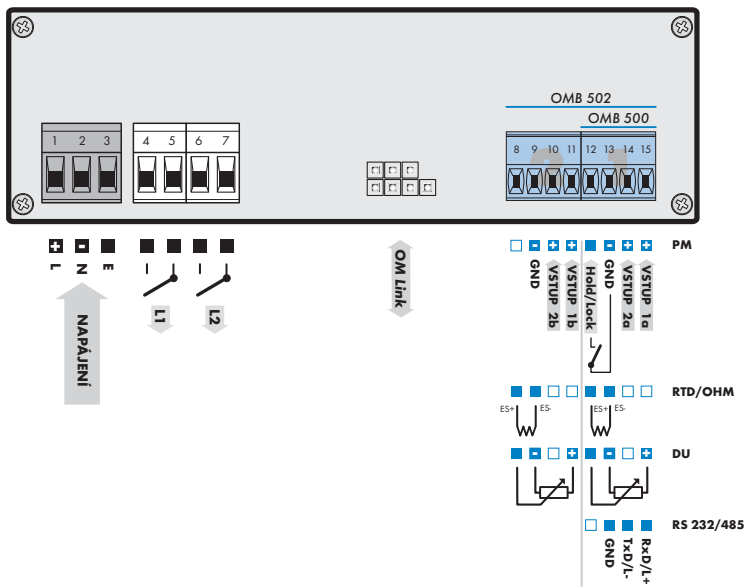 OMB 502
OMB 500
1 2 3 4 5 6 7 8 9 10 11 12 13 14 15
2 1
+ - + + + + - + +
L N E
NAPÁJENÍ
L1
L2
OM Link
GND
VSTUP 2b
VSTUP 1b
Hold/Lock
GND
VSTUP 2a
VSTUP 1a
PM
ES+ ES- ES+ ES-
RTD/OHM
- + - +
DU
RS 232/485
GND
TxD/L-
RxD/L+